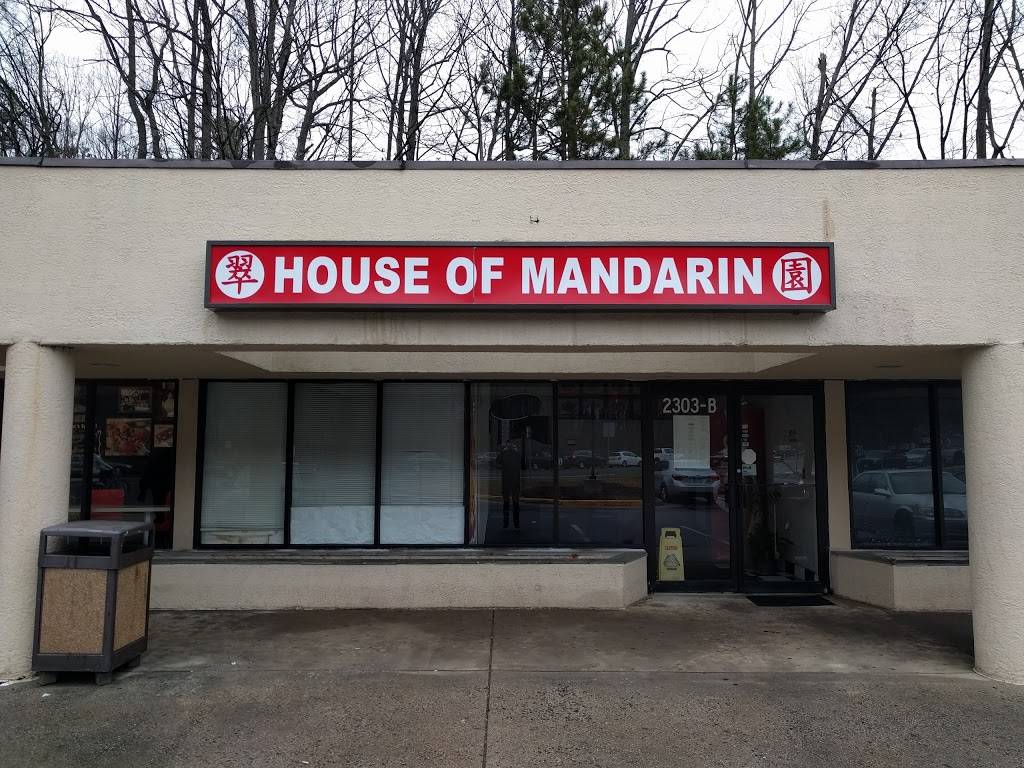 翠 HOUSE OF MANDARIN 園
2303-B